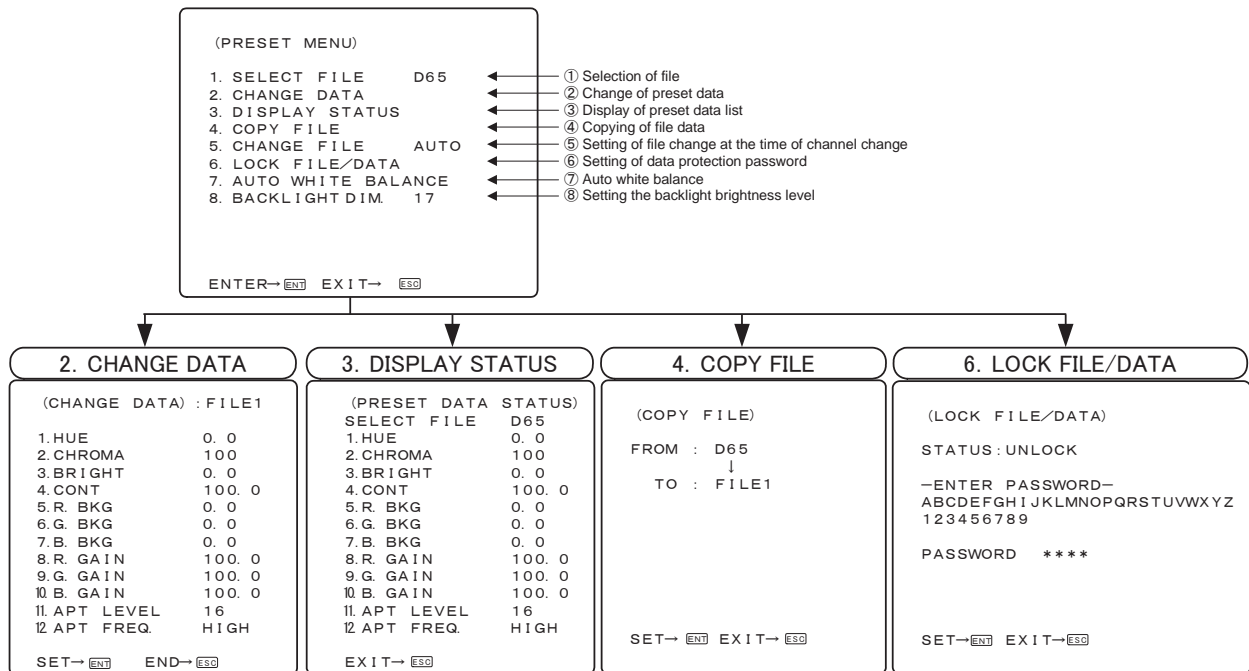 (PRESET MENU)
1. SELECT FILE D65
2. CHANGE DATA
3. DISPLAY STATUS
4. COPY FILE
5. CHANGE FILE AUTO
6. LOCK FILE/DATA
7. AUTO WHITE BALANCE
8. BACKLIGHT DIM. 17
ENTER→ENT EXIT→ ESC
① Selection of file
② Change of preset data
③ Display of preset data list
④ Copying of file data
⑤ Setting of file change at the time of channel change
⑥ Setting of data protection password
⑦ Auto white balance
⑧ Setting the backlight brightness level
2. CHANGE DATA
(CHANGE DATA) :FILE1
1. HUE 0. 0
2. CHROMA 100
3. BRIGHT 0. 0
4. CONT 100. 0
5. R. BKG 0. 0
6. G. BKG 0. 0
7. B. BKG 0. 0
8. R. GAIN 100. 0
9. G. GAIN 100. 0
10. B. GAIN 100. 0
11. APT LEVEL 16
12 APT FREQ. HIGH
SET→ ENT END→ ESC
3. DISPLAY STATUS
(PRESET DATA STATUS)
SELECT FILE D65
1. HUE 0. 0
2. CHROMA 100
3. BRIGHT 0. 0
4. CONT 100. 0
5. R. BKG 0. 0
6. G. BKG 0. 0
7. B. BKG 0. 0
8. R. GAIN 100. 0
9. G. GAIN 100. 0
10. B. GAIN 100. 0
11. APT LEVEL 16
12 APT FREQ. HIGH
EXIT→ ESC
4. COPY FILE
(COPY FILE)
FROM : D65
↓
TO : FILE1
SET→ ENT EXIT→ ESC
6. LOCK FILE/DATA
(LOCK FILE/DATA)
STATUS:UNLOCK
−ENTER PASSWORD−
ABCDEFGHIJKLMNOPQRSTUVWXYZ
123456789
PASSWORD ****
SET→ENT EXIT→ESC